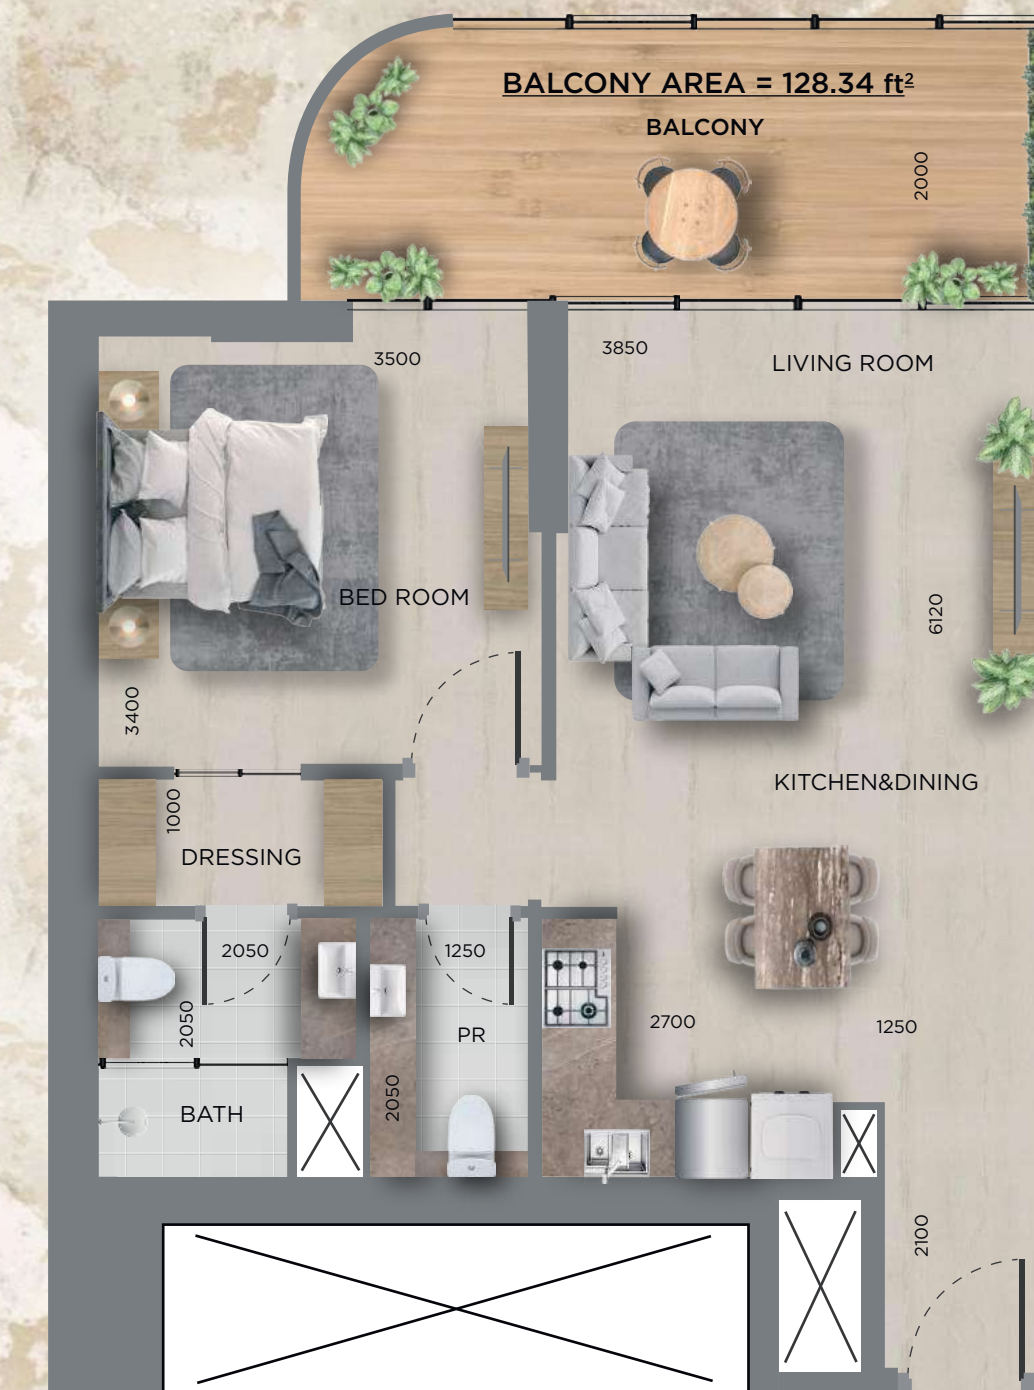 BALCONY AREA = 128.34 ft²
BALCONY
2000
3500
3850
LIVING ROOM
BED ROOM
6120
3400
KITCHEN&DINING
1000
DRESSING
2050
1250
2050
PR
2700
1250
2050
BATH
2100